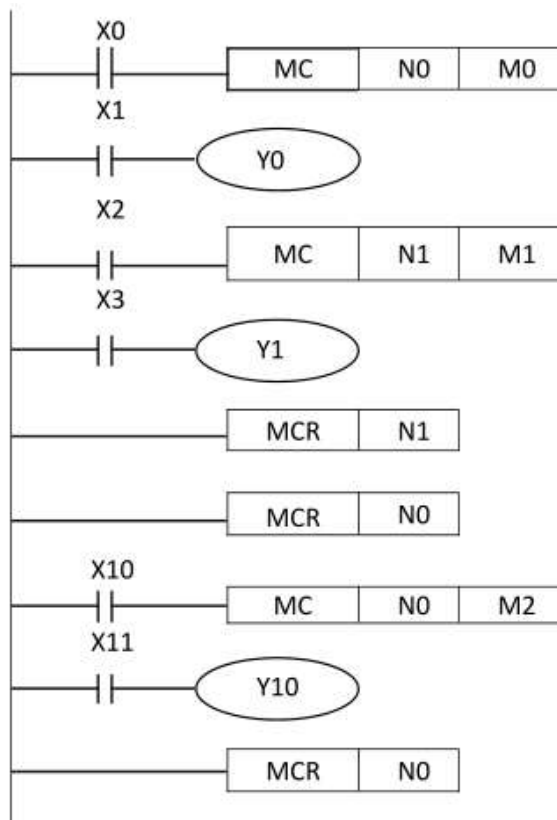 X0
MC N0 M0
X1
Y0
X2
MC N1 M1
X3
Y1
MCR N1
MCR N0
X10
MC N0 M2
X11
Y10
MCR N0